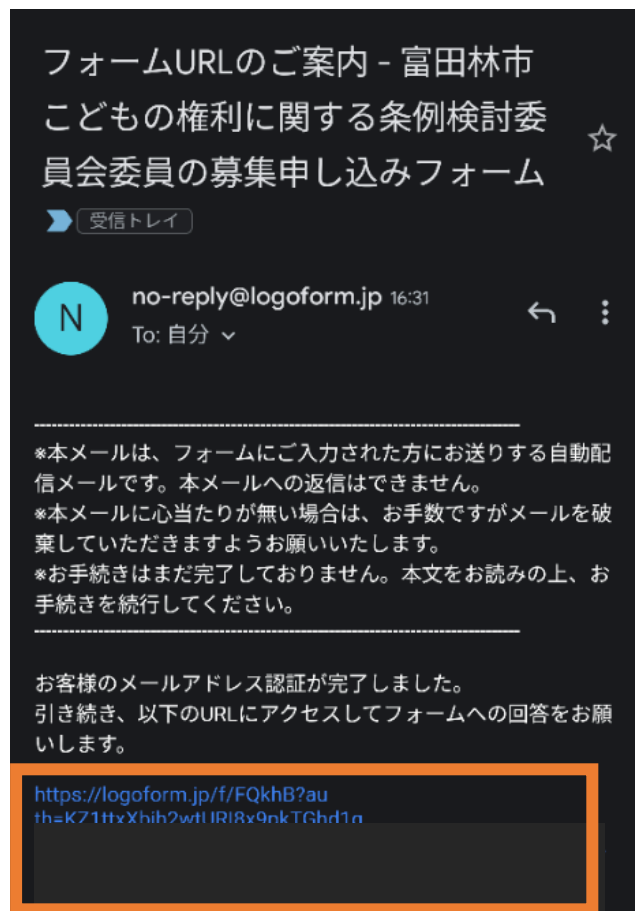 フォームURLのご案内 - 富田林市
こどもの権利に関する条例検討委
員会委員の募集申し込みフォーム
受信トレイ
N
no-reply@logoform.jp 16:31
To: 自分
※本メールは、フォームにご入力された方にお送りする自動配
信メールです。本メールへの返信はできません。
※本メールに心当たりが無い場合は、お手数ですがメールを破
棄していただきますようお願いいたします。
※お手続きはまだ完了しておりません。本文をお読みの上、お
手続きを続行してください。
お客様のメールアドレス認証が完了しました。
引き続き、以下のURLにアクセスしてフォームへの回答をお願
いします。
https://logoform.jp/f/FQkhB?au